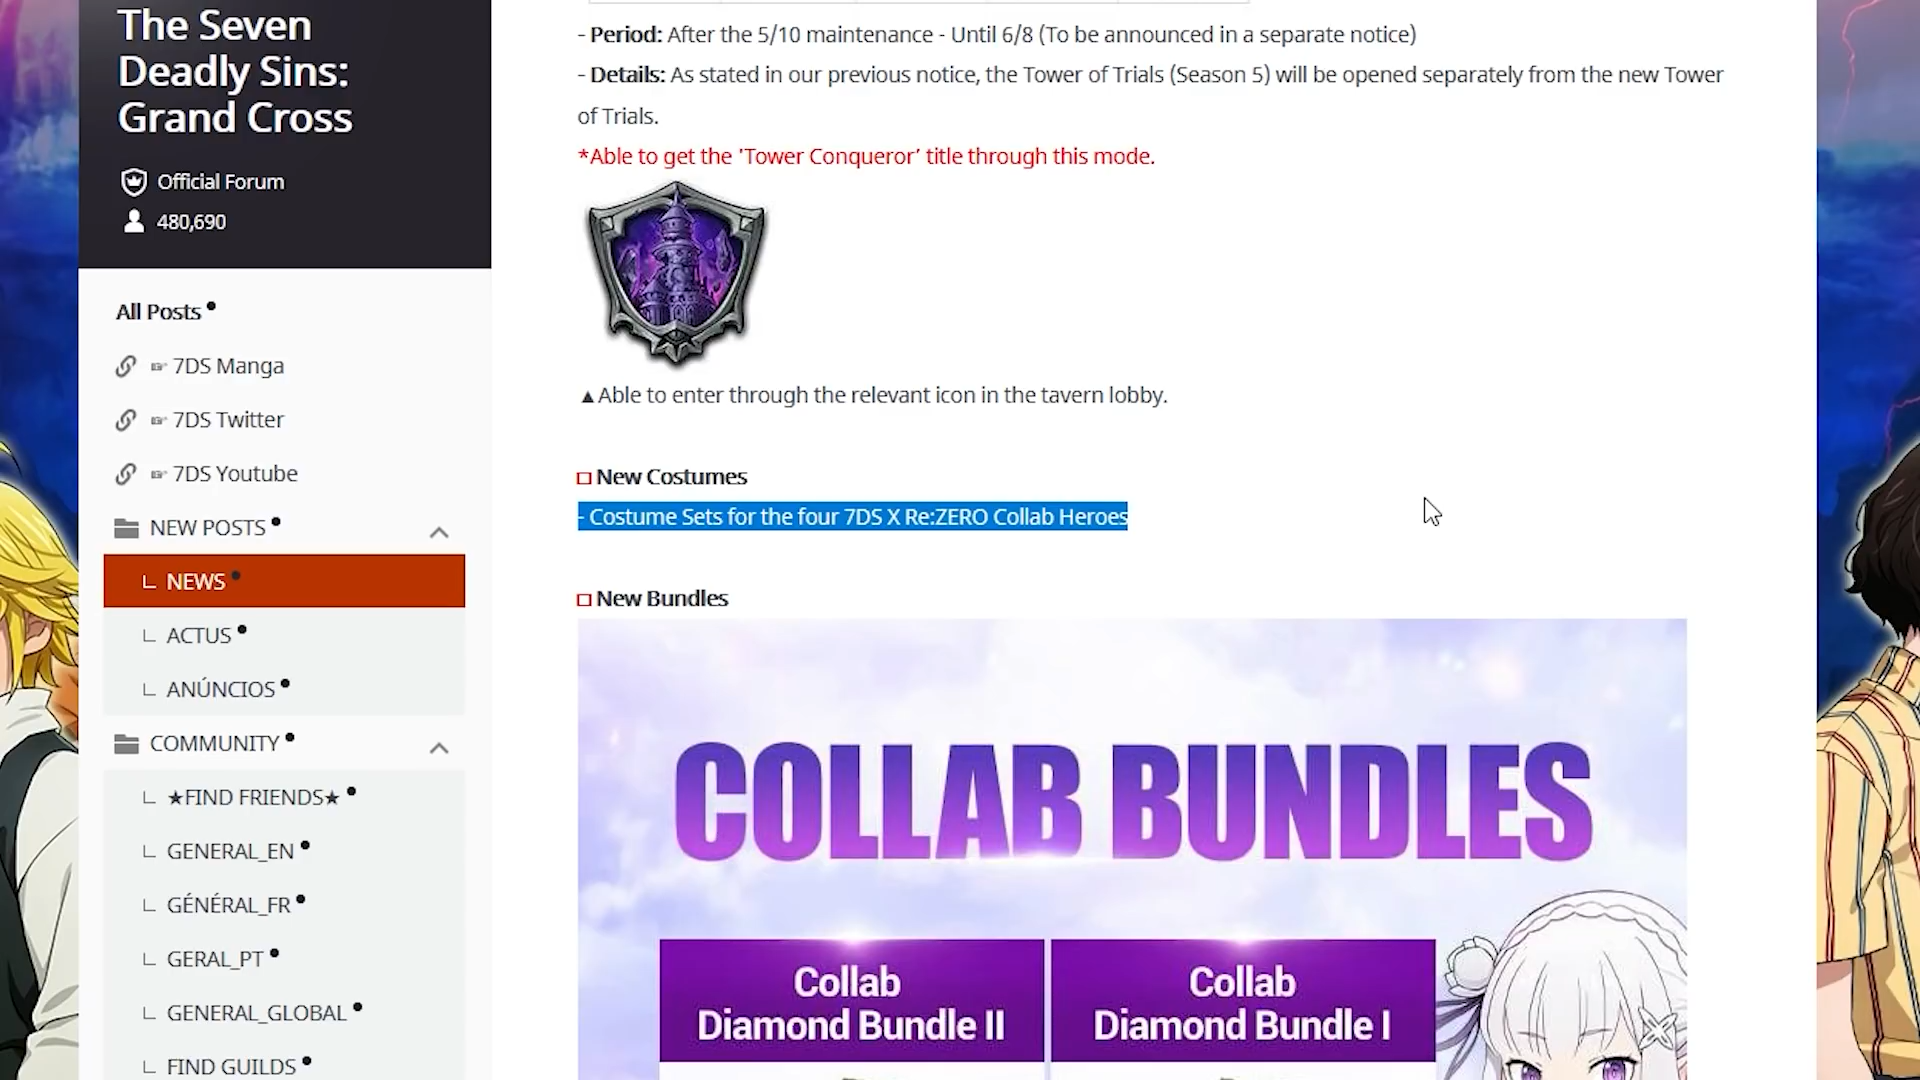 The Seven
Deadly Sins:
Grand Cross
Official Forum
480,690
All Posts
☞ 7DS Manga
☞ 7DS Twitter
☞ 7DS Youtube
NEW POSTS
NEWS
ACTUS
ANÚNCIOS
COMMUNITY
★FIND FRIENDS★
GENERAL_EN
GÉNÉRAL_FR
GERAL_PT
GENERAL_GLOBAL
FIND GUILDS
- Period: After the 5/10 maintenance - Until 6/8 (To be announced in a separate notice)
- Details: As stated in our previous notice, the Tower of Trials (Season 5) will be opened separately from the new Tower
of Trials.
*Able to get the 'Tower Conqueror’ title through this mode.
▲Able to enter through the relevant icon in the tavern lobby.
□ New Costumes
- Costume Sets for the four 7DS X Re:ZERO Collab Heroes
□ New Bundles
COLLAB BUNDLES
Collab
Diamond Bundle II
Collab
Diamond Bundle I